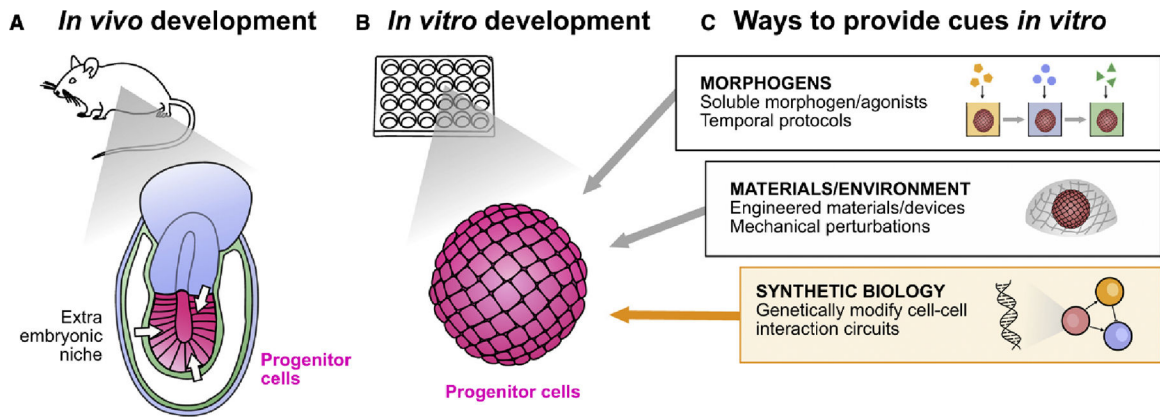 A In vivo development
Extra
embryonic
niche
Progenitor
cells
B In vitro development
Progenitor cells
C Ways to provide cues in vitro
MORPHOGENS
Soluble morphogen/agonists
Temporal protocols
MATERIALS/ENVIRONMENT
Engineered materials/devices
Mechanical perturbations
SYNTHETIC BIOLOGY
Genetically modify cell-cell
interaction circuits